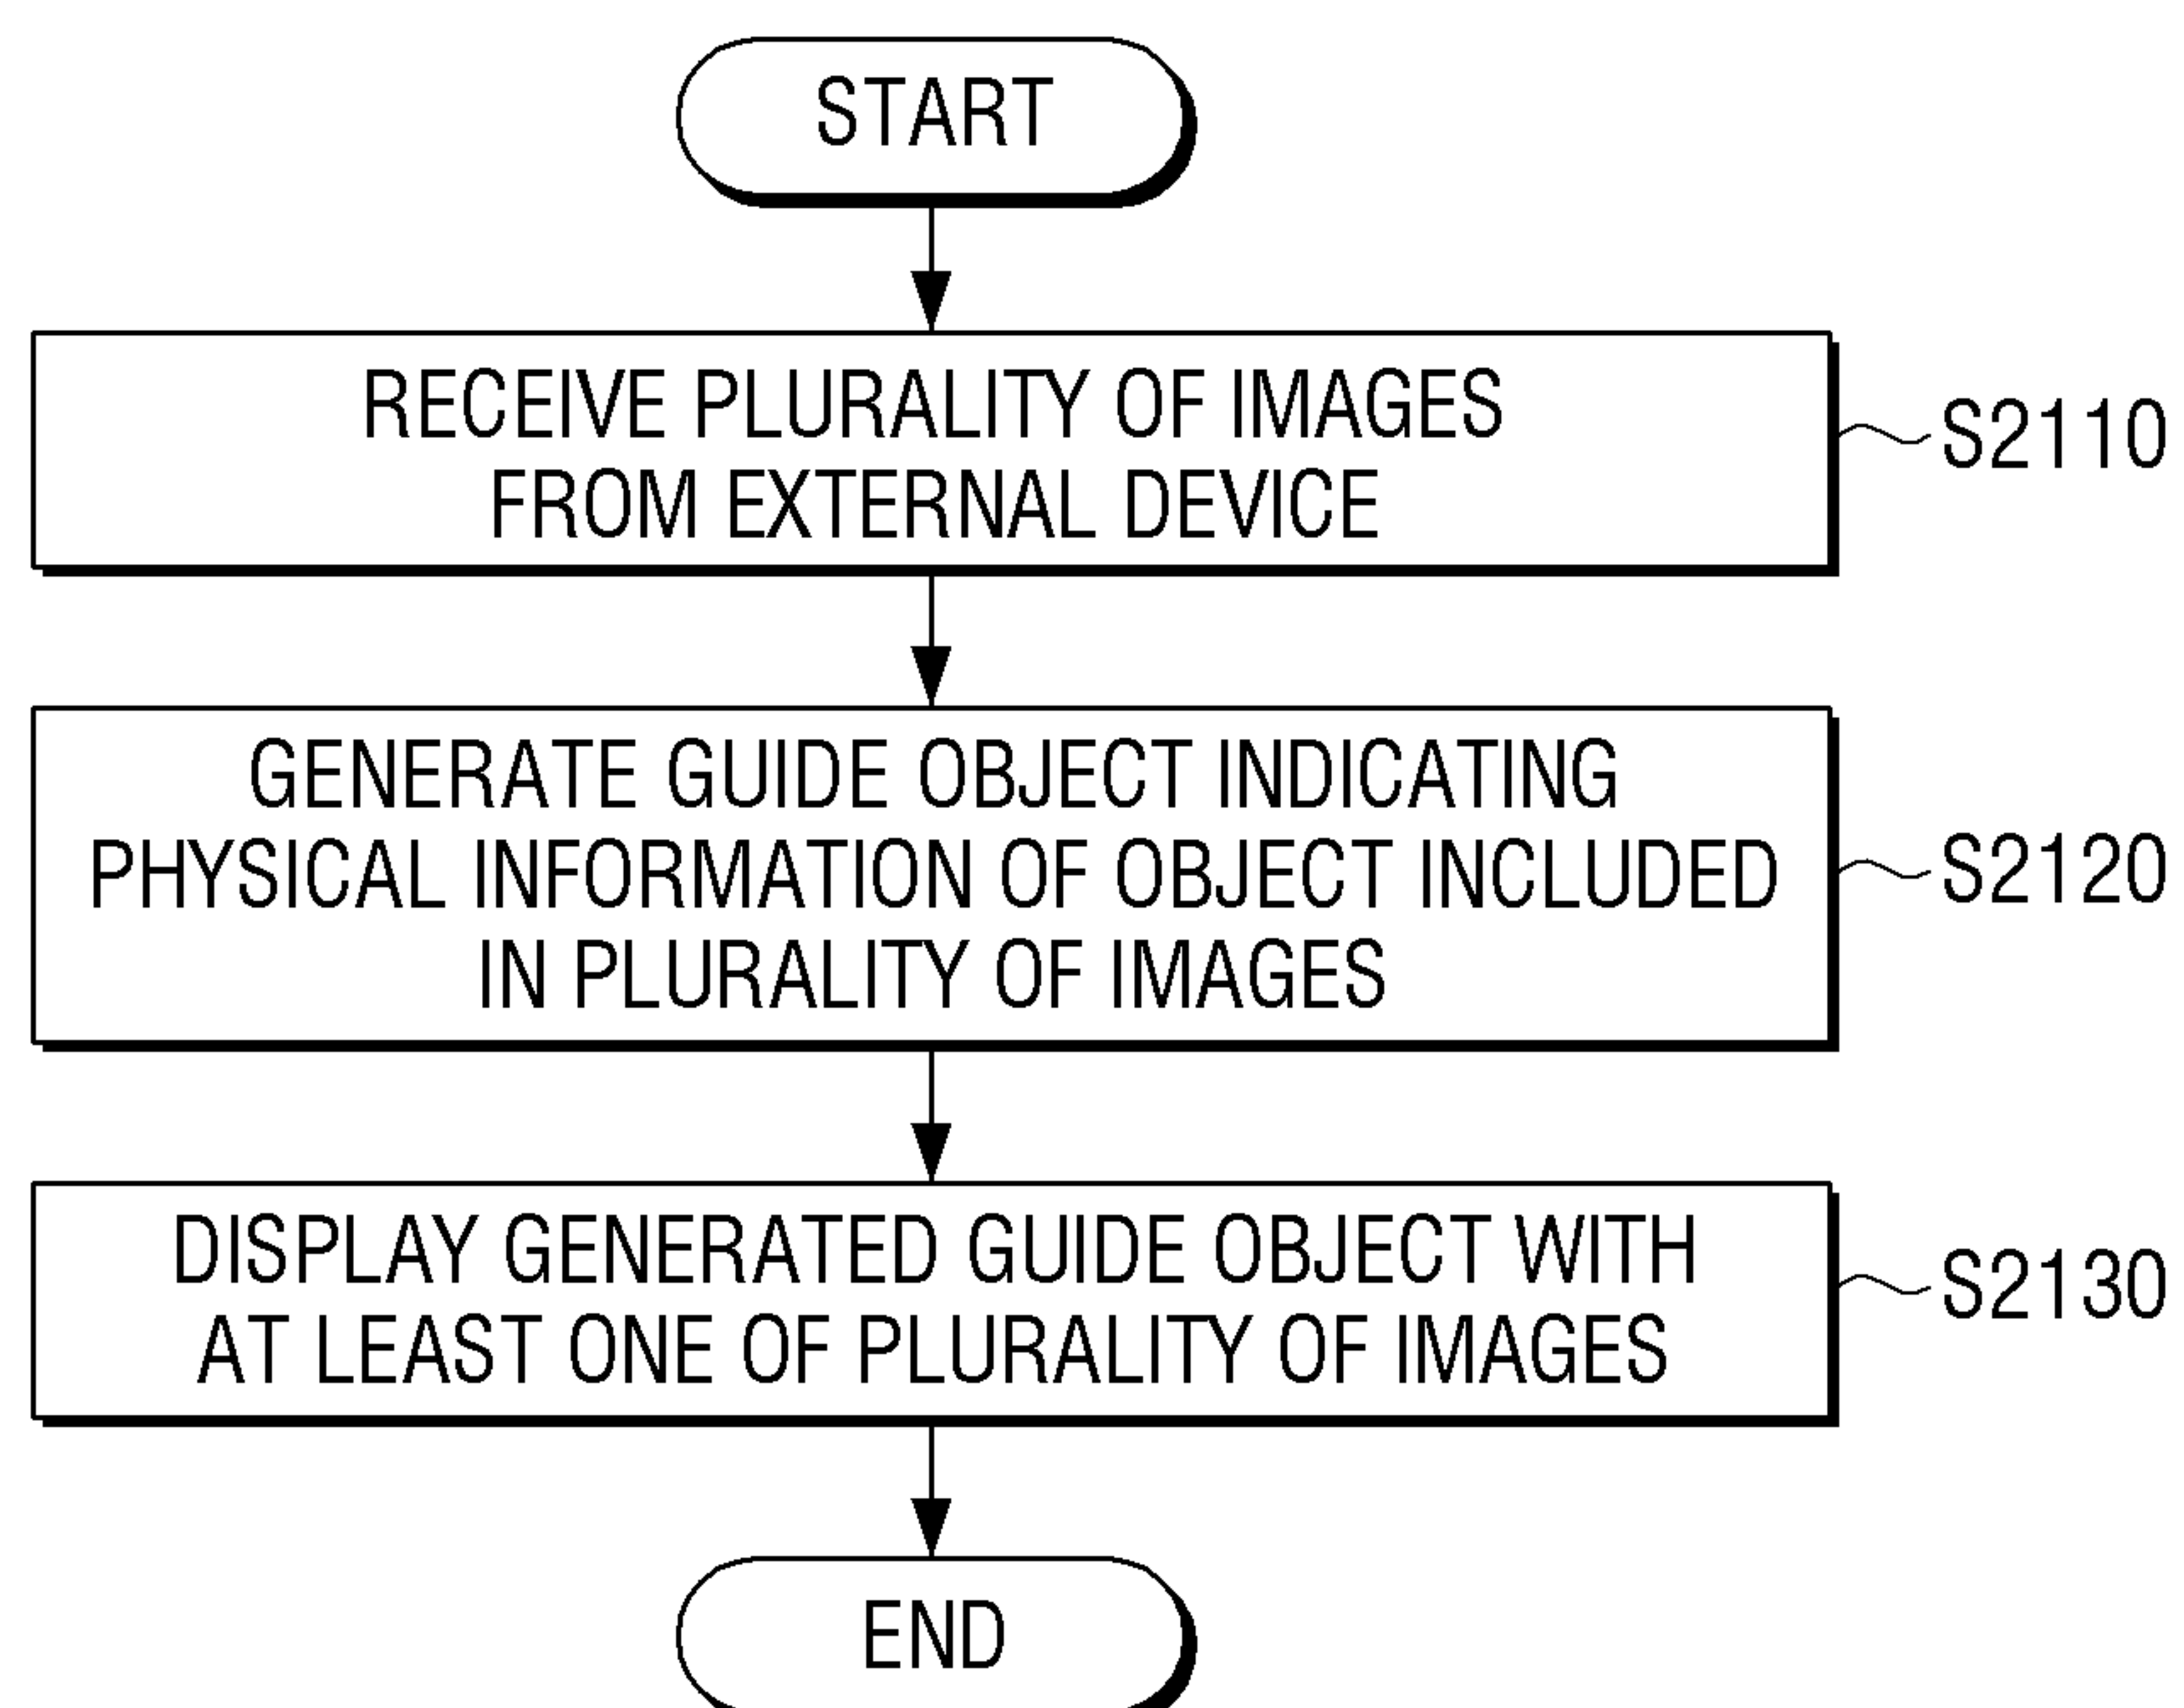 START
RECEIVE PLURALITY OF IMAGES
FROM EXTERNAL DEVICE
S2110
GENERATE GUIDE OBJECT INDICATING
PHYSICAL INFORMATION OF OBJECT INCLUDED
IN PLURALITY OF IMAGES
S2120
DISPLAY GENERATED GUIDE OBJECT WITH
AT LEAST ONE OF PLURALITY OF IMAGES
S2130
END